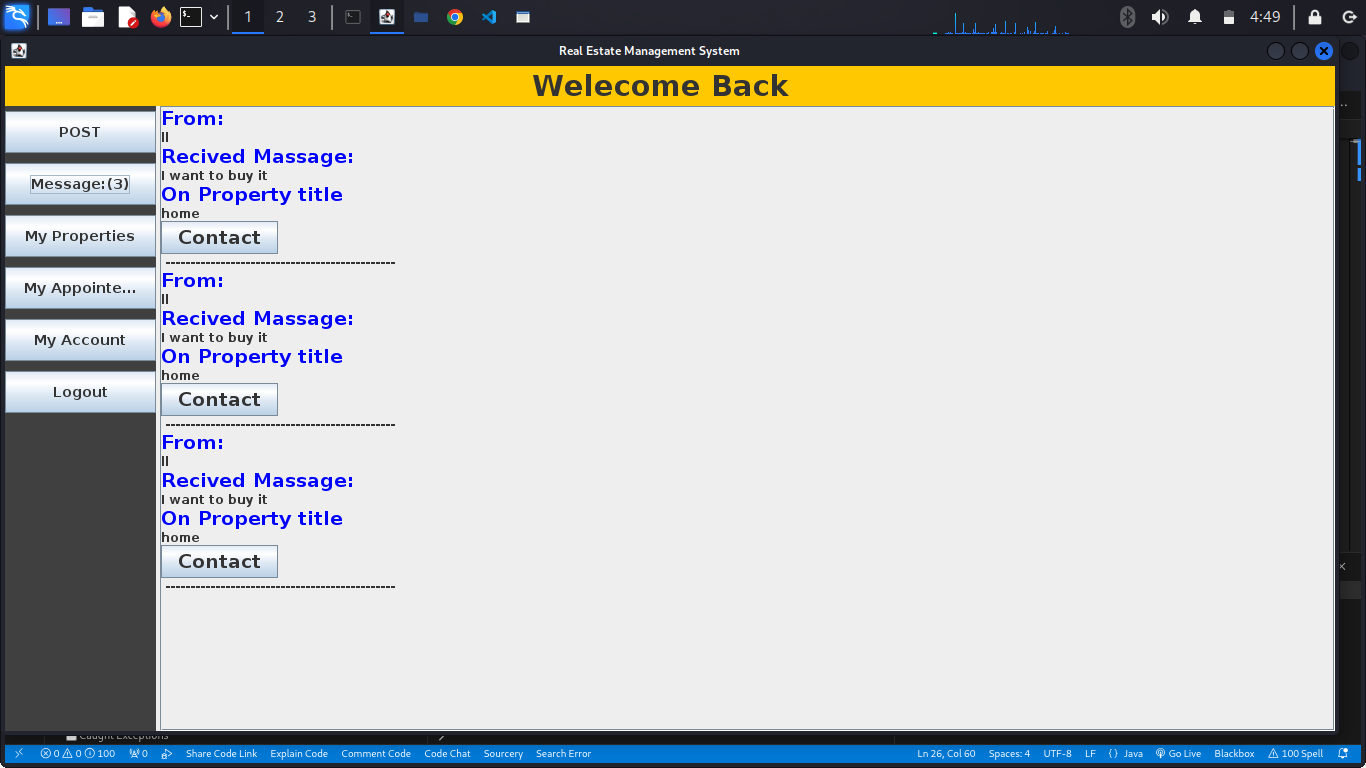 1 2 3 4:49
Real Estate Management System
Welecome Back
POST
Message:(3)
My Properties
My Appointe...
My Account
Logout
From:
ll
Recived Massage:
I want to buy it
On Property title
home
Contact
-----------------------------------------------
From:
ll
Recived Massage:
I want to buy it
On Property title
home
Contact
-----------------------------------------------
From:
ll
Recived Massage:
I want to buy it
On Property title
home
Contact
-----------------------------------------------
Caught Exceptions
0 0 100 0 Share Code Link Explain Code Comment Code Code Chat Sourcery Search Error Ln 26, Col 60 Spaces: 4 UTF-8 LF {} Java Go Live Blackbox 100 Spell